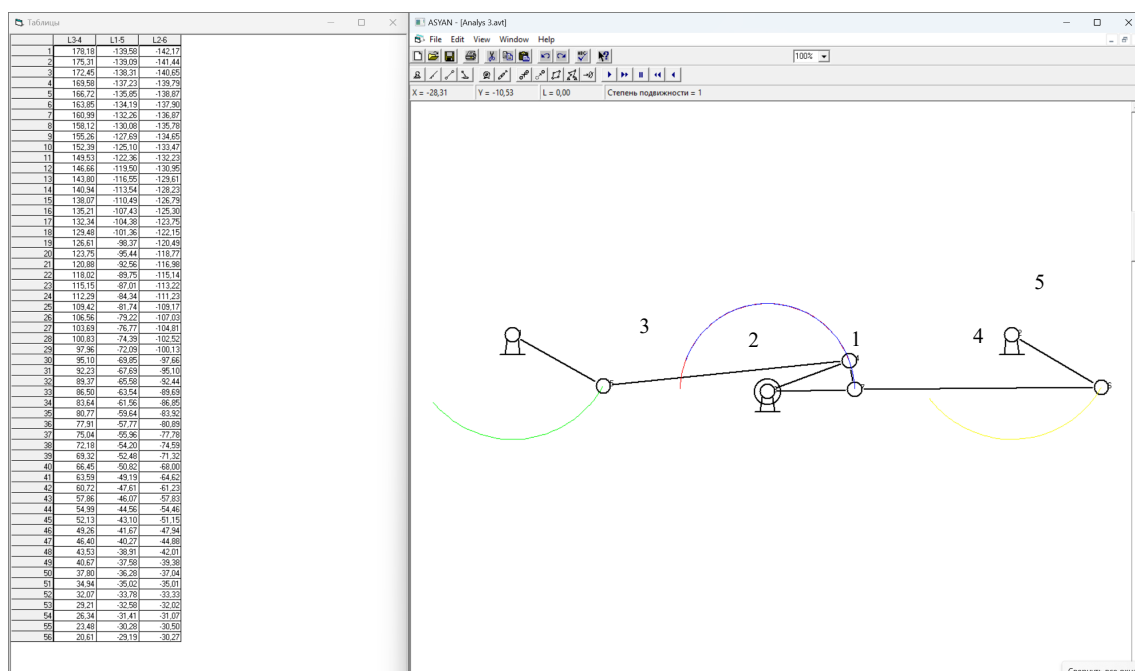 Таблицы
L3-4 L1-5 L2-6
1 178,18 -139,58 -142,17
2 175,31 -139,09 -141,44
3 172,45 -138,31 -140,65
4 169,58 -137,23 -139,79
5 166,72 -135,85 -138,87
6 163,85 -134,19 -137,90
7 160,99 -132,26 -136,87
8 158,12 -130,08 -135,78
9 155,26 -127,69 -134,65
10 152,39 -125,10 -133,47
11 149,53 -122,36 -132,23
12 146,66 -119,50 -130,95
13 143,80 -116,55 -129,61
14 140,94 -113,54 -128,23
15 138,07 -110,49 -126,79
16 135,21 -107,43 -125,30
17 132,34 -104,38 -123,75
18 129,48 -101,36 -122,15
19 126,61 -98,37 -120,49
20 123,75 -95,44 -118,77
21 120,88 -92,56 -116,98
22 118,02 -89,75 -115,14
23 115,15 -87,01 -113,22
24 112,29 -84,34 -111,23
25 109,42 -81,74 -109,17
26 106,56 -79,22 -107,03
27 103,69 -76,77 -104,81
28 100,83 -74,39 -102,52
29 97,96 -72,09 -100,13
30 95,10 -69,85 -97,66
31 92,23 -67,69 -95,10
32 89,37 -65,58 -92,44
33 86,50 -63,54 -89,69
34 83,64 -61,56 -86,85
35 80,77 -59,64 -83,92
36 77,91 -57,77 -80,89
37 75,04 -55,96 -77,78
38 72,18 -54,20 -74,59
39 69,32 -52,48 -71,32
40 66,45 -50,82 -68,00
41 63,59 -49,19 -64,62
42 60,72 -47,61 -61,23
43 57,86 -46,07 -57,83
44 54,99 -44,56 -54,46
45 52,13 -43,10 -51,15
46 49,26 -41,67 -47,94
47 46,40 -40,27 -44,88
48 43,53 -38,91 -42,01
49 40,67 -37,58 -39,38
50 37,80 -36,28 -37,04
51 34,94 -35,02 -35,01
52 32,07 -33,78 -33,33
53 29,21 -32,58 -32,02
54 26,34 -31,41 -31,07
55 23,48 -30,28 -30,50
56 20,61 -29,19 -30,27
ASYAN - [Analys 3.avt]
File Edit View Window Help
100%
X = -28,31 Y = -10,53 L = 0,00 Степень подвижности = 1
5
3 2 1 4